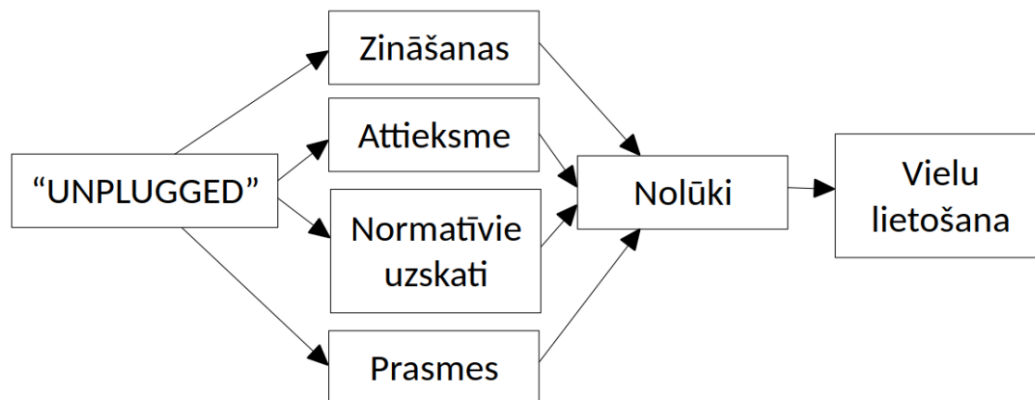 Zināšanas
Attieksme
“UNPLUGGED”
Normatīvie
uzskati
Prasmes
Nolūki
Vielu
lietošana